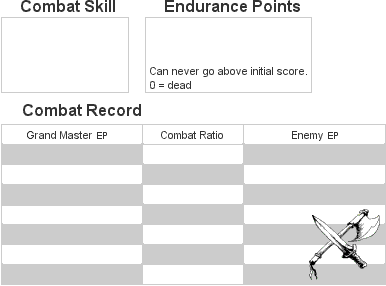 Combat Skill
Endurance Points
Can never go above initial score.
0 = dead
Combat Record
Grand Master EP
Combat Ratio
Enemy EP